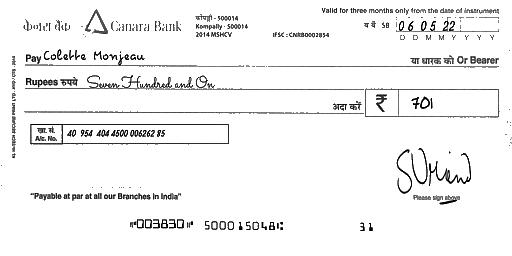 केनरा बैंक Canara Bank
कोमपल्ली - 500014
Kompally - 500014
2014 MSHCV
IFSC : CNRB0002854
Valid for three months only from the date of instrument
SB 06 05 22
D D M M Y Y Y Y
Pay Colette Monjeau या धारक को Or Bearer
Rupees रुपये Seven Hundred and On
अदा करें ₹ 701
खा. सं.
A/c. No. 40 954 404 4500 006262 85
Please sign above
"Payable at par at all our Branches in India"
⑈003830⑈ 500015048⑆ 31